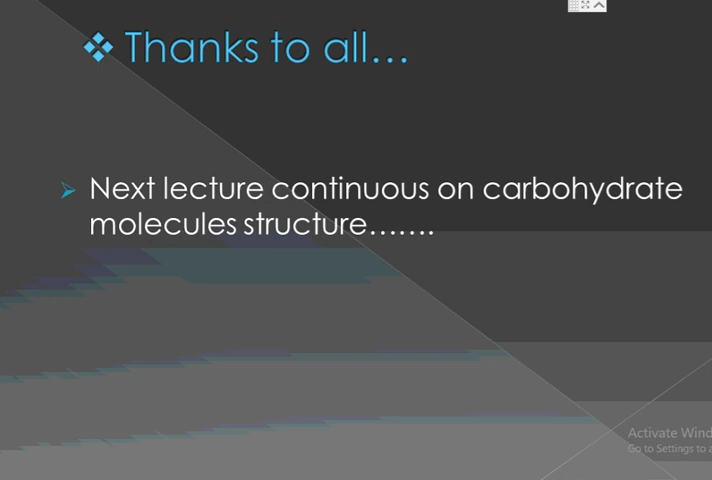 Thanks to all...
Next lecture continuous on carbohydrate
molecules structure.......
Activate Wind
Go to Settings to a